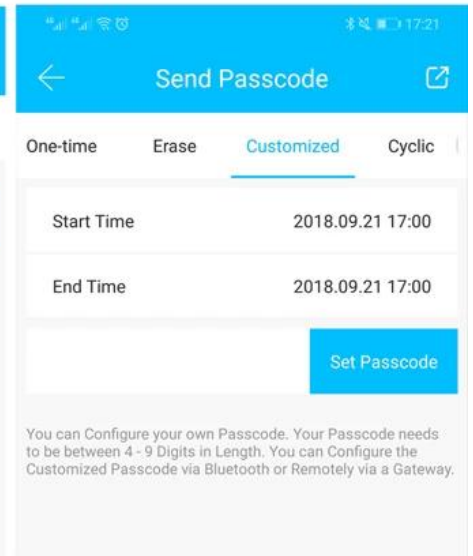 17:21
Send Passcode
One-time Erase Customized Cyclic
Start Time 2018.09.21 17:00
End Time 2018.09.21 17:00
Set Passcode
You can Configure your own Passcode. Your Passcode needs
to be between 4 - 9 Digits in Length. You can Configure the
Customized Passcode via Bluetooth or Remotely via a Gateway.